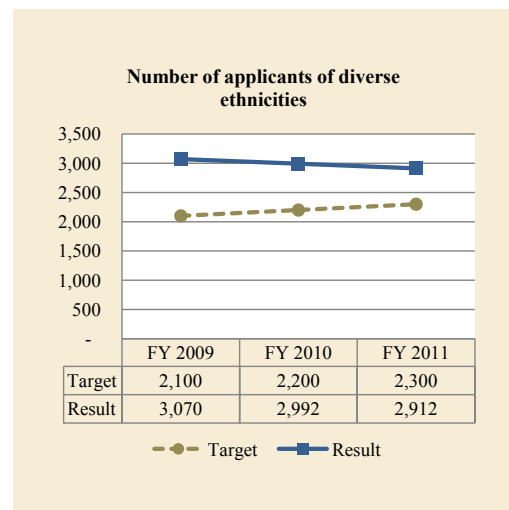 Number of applicants of diverse
ethnicities
3,500
3,000
2,500
2,000
1,500
1,000
500
-
FY 2009 FY 2010 FY 2011
Target 2,100 2,200 2,300
Result 3,070 2,992 2,912
Target Result